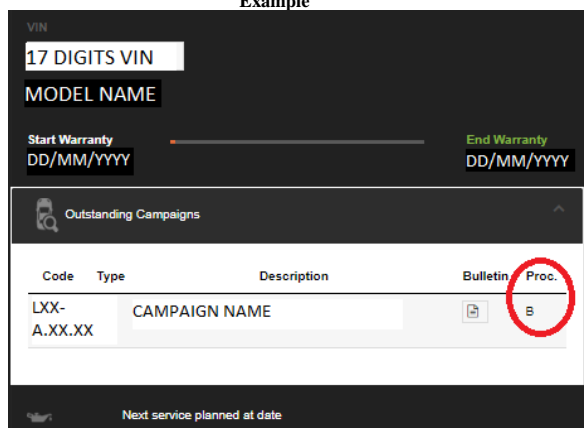 Example
VIN
17 DIGITS VIN
MODEL NAME
Start Warranty End Warranty
DD/MM/YYYY DD/MM/YYYY
Outstanding Campaigns
Code Type Description Bulletin Proc.
LXX- CAMPAIGN NAME B
A.XX.XX
Next service planned at date